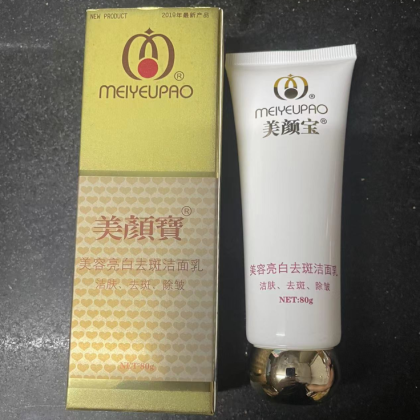 NEW PRODUCT
2019年最新产品
®
MEIYEUPAO
美顏寶®
美容亮白去斑洁面乳
洁肤、去斑、除皱
NET:80g
®
MEIYEUPAO
美颜宝®
美容亮白去斑洁面乳
洁肤、去斑、除皱
NET:80g